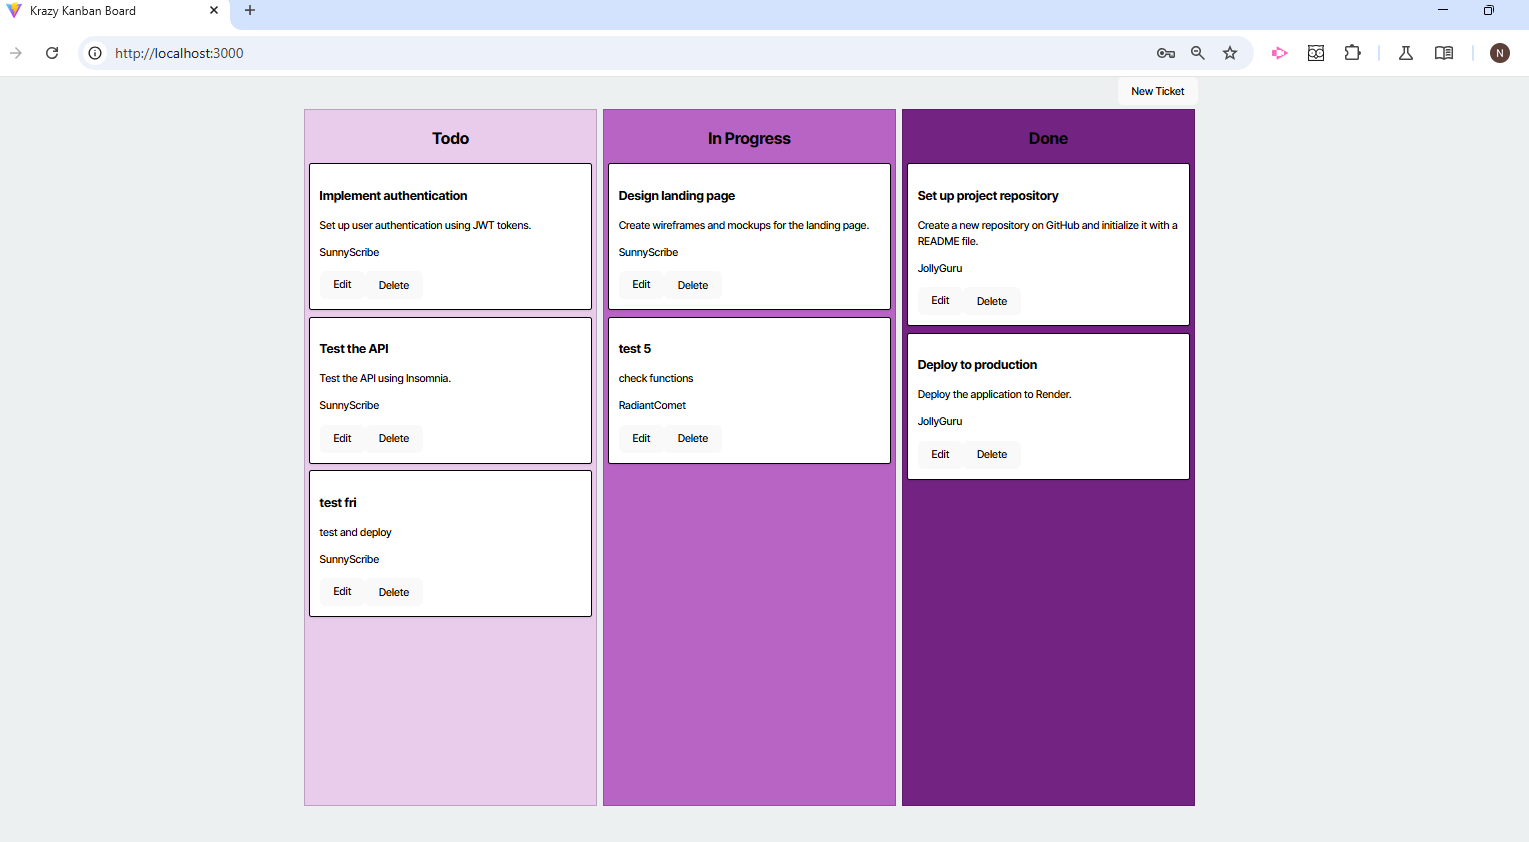 Krazy Kanban Board
http://localhost:3000
N
New Ticket
Todo
Implement authentication
Set up user authentication using JWT tokens.
SunnyScribe
Edit Delete
Test the API
Test the API using Insomnia.
SunnyScribe
Edit Delete
test fri
test and deploy
SunnyScribe
Edit Delete
In Progress
Design landing page
Create wireframes and mockups for the landing page.
SunnyScribe
Edit Delete
test 5
check functions
RadiantComet
Edit Delete
Done
Set up project repository
Create a new repository on GitHub and initialize it with a
README file.
JollyGuru
Edit Delete
Deploy to production
Deploy the application to Render.
JollyGuru
Edit Delete